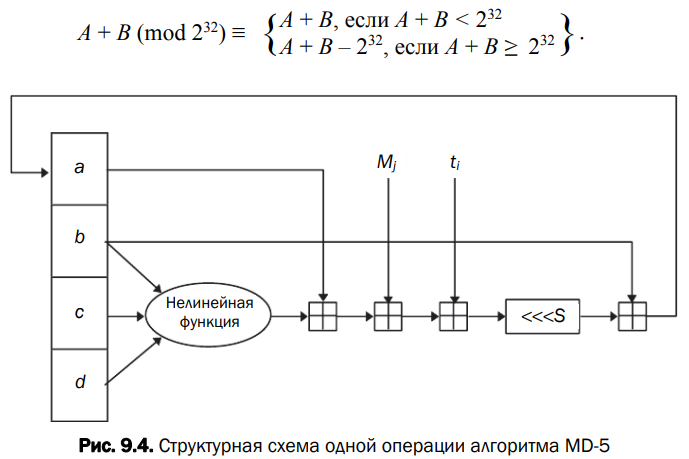 A + B (mod 2³²) ≡ { A + B, если A + B < 2³²
A + B – 2³², если A + B ≥ 2³² } .
a
Mj
ti
b
c
Нелинейная
функция
<<<S
d
Рис. 9.4. Структурная схема одной операции алгоритма MD-5